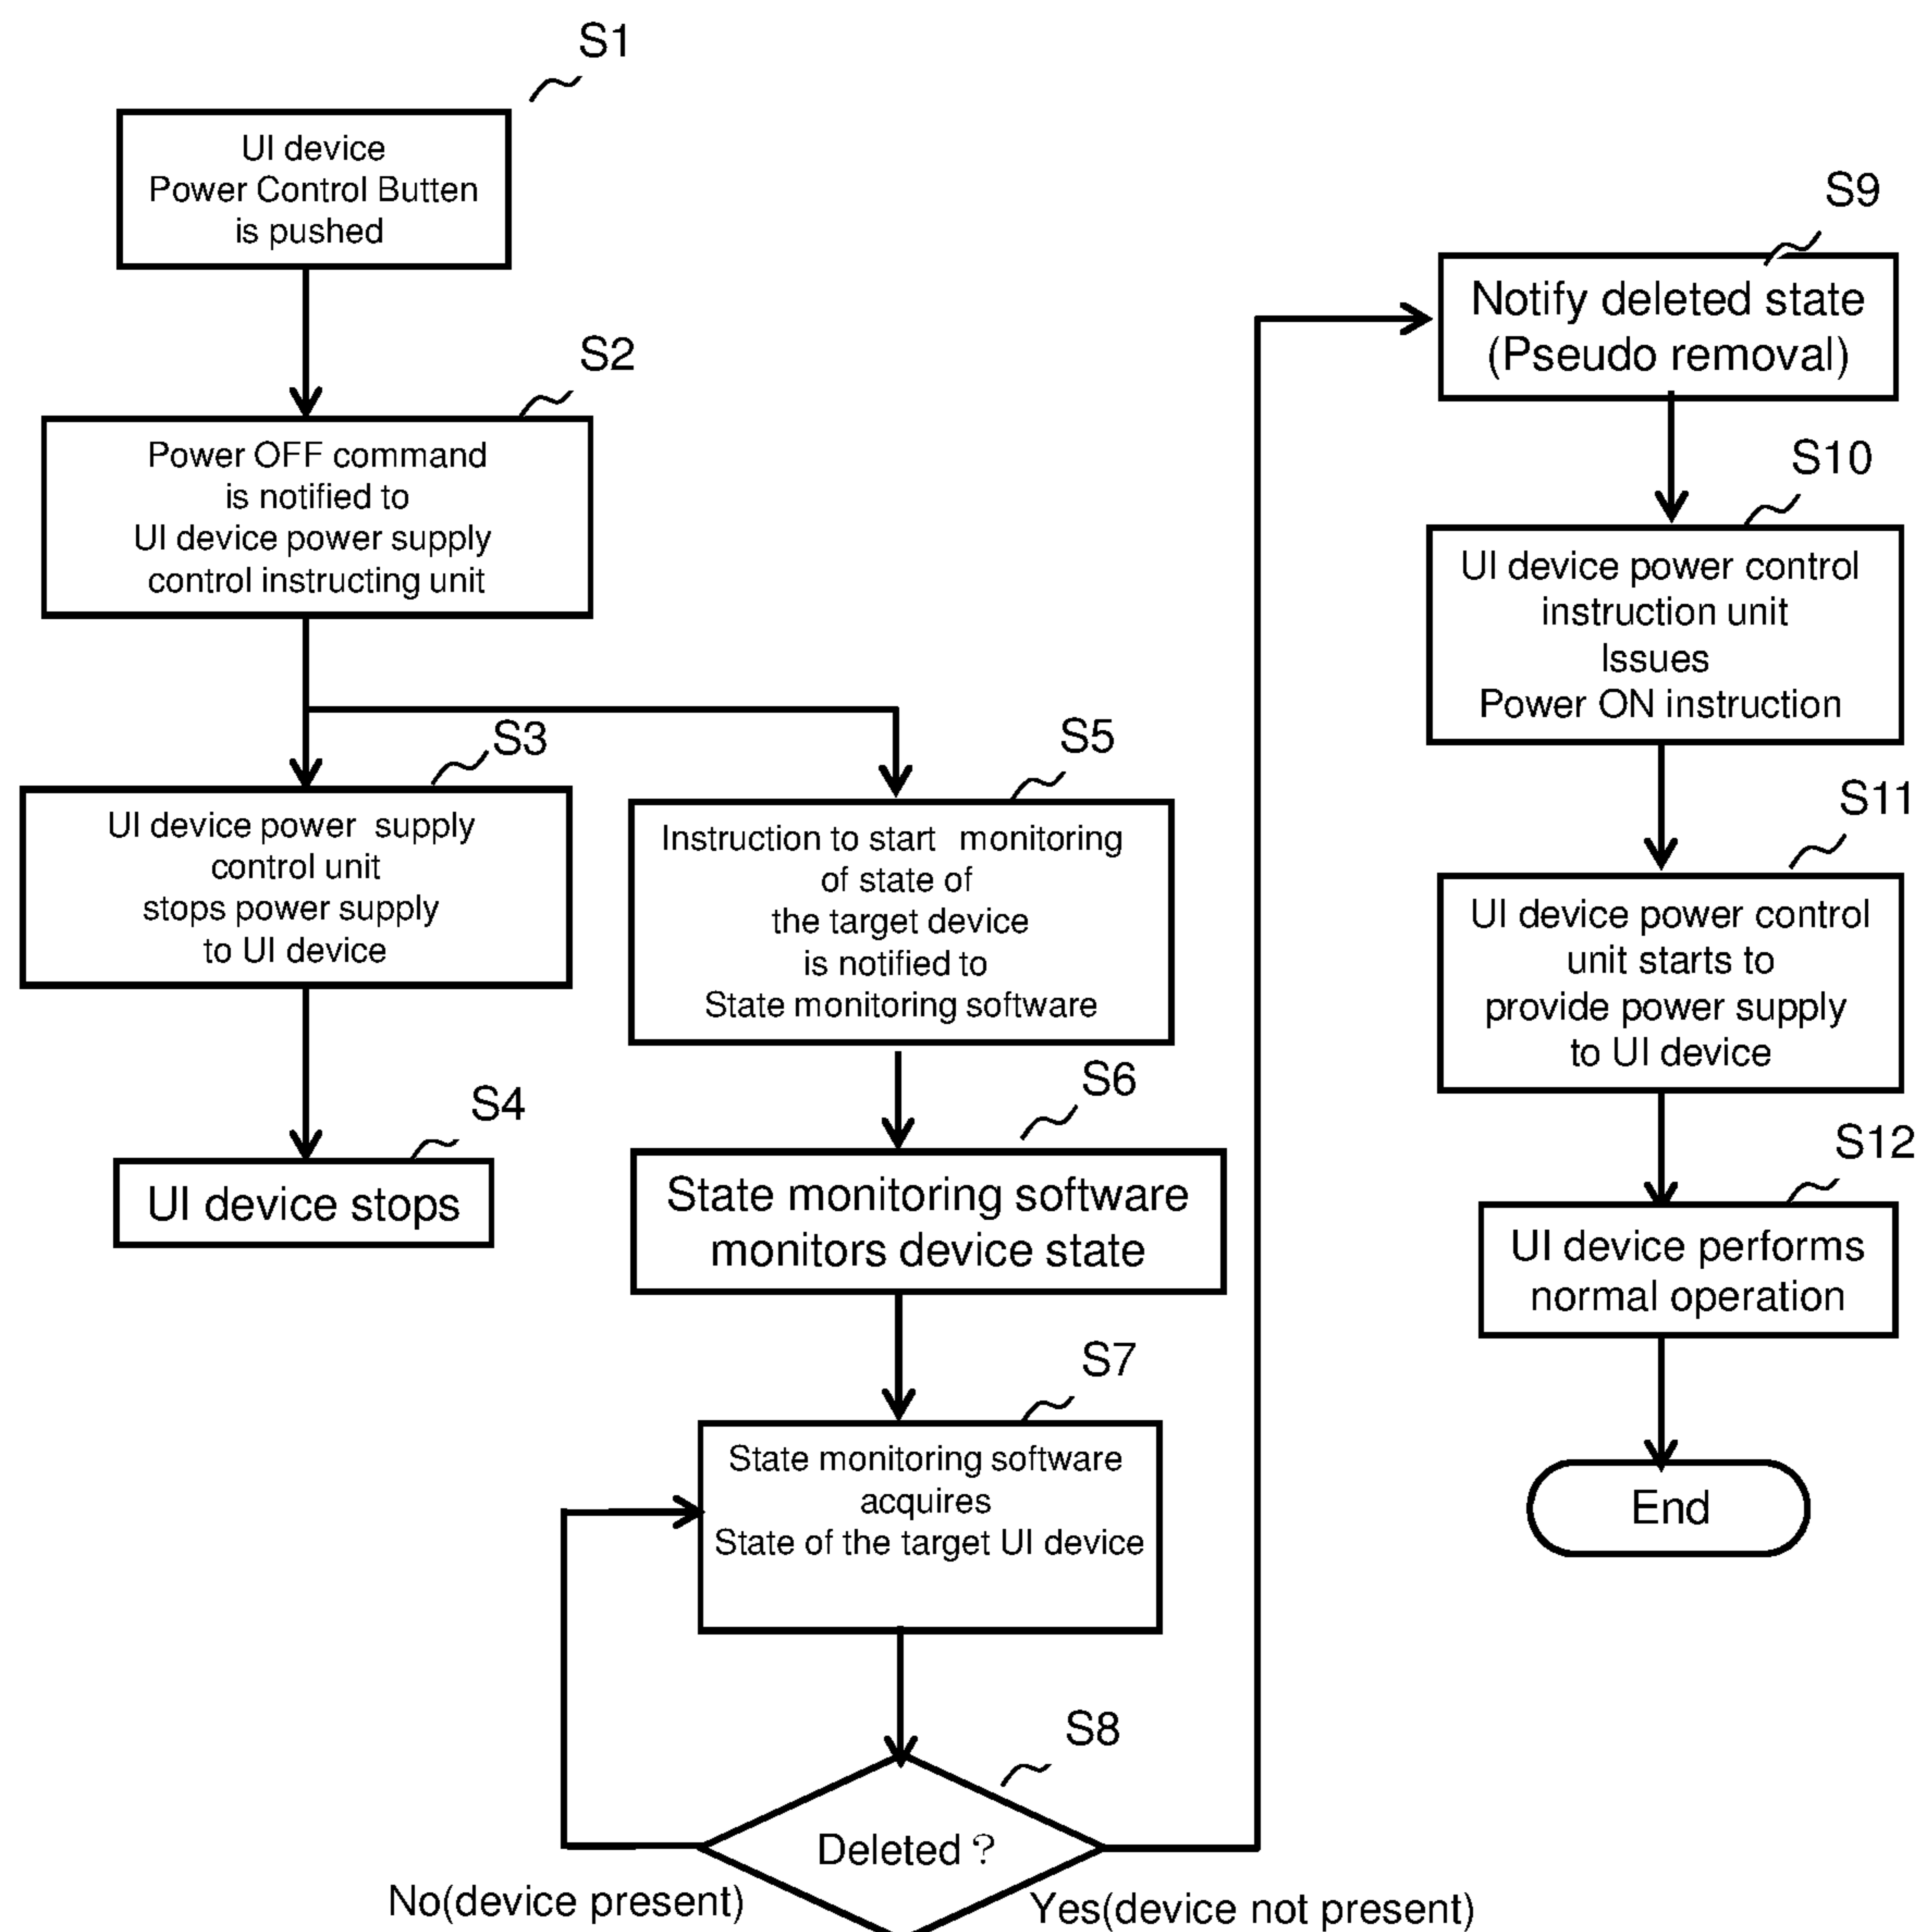 S1
UI device
Power Control Butten
is pushed
S2
Power OFF command
is notified to
UI device power supply
control instructing unit
S3
UI device power supply
control unit
stops power supply
to UI device
S4
UI device stops
S5
Instruction to start monitoring
of state of
the target device
is notified to
State monitoring software
S6
State monitoring software
monitors device state
S7
State monitoring software
acquires
State of the target UI device
S8
Deleted ?
No(device present)
Yes(device not present)
S9
Notify deleted state
(Pseudo removal)
S10
UI device power control
instruction unit
Issues
Power ON instruction
S11
UI device power control
unit starts to
provide power supply
to UI device
S12
UI device performs
normal operation
End